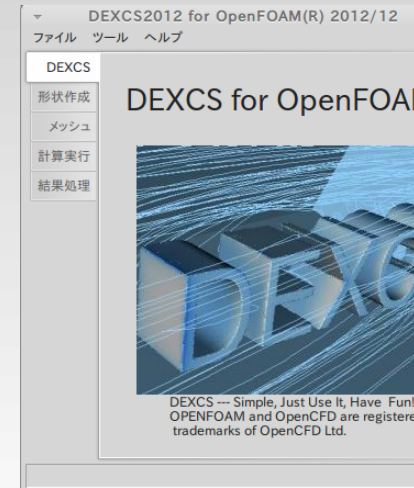 DEXCS2012 for OpenFOAM(R) 2012/12
ファイル ツール ヘルプ
DEXCS
形状作成
メッシュ
計算実行
結果処理
DEXCS for
DEXCS
DEXCS --- Simple, Just Use It, Have Fun!
OPENFOAM and OpenCFD are
trademarks of OpenCFD Ltd.